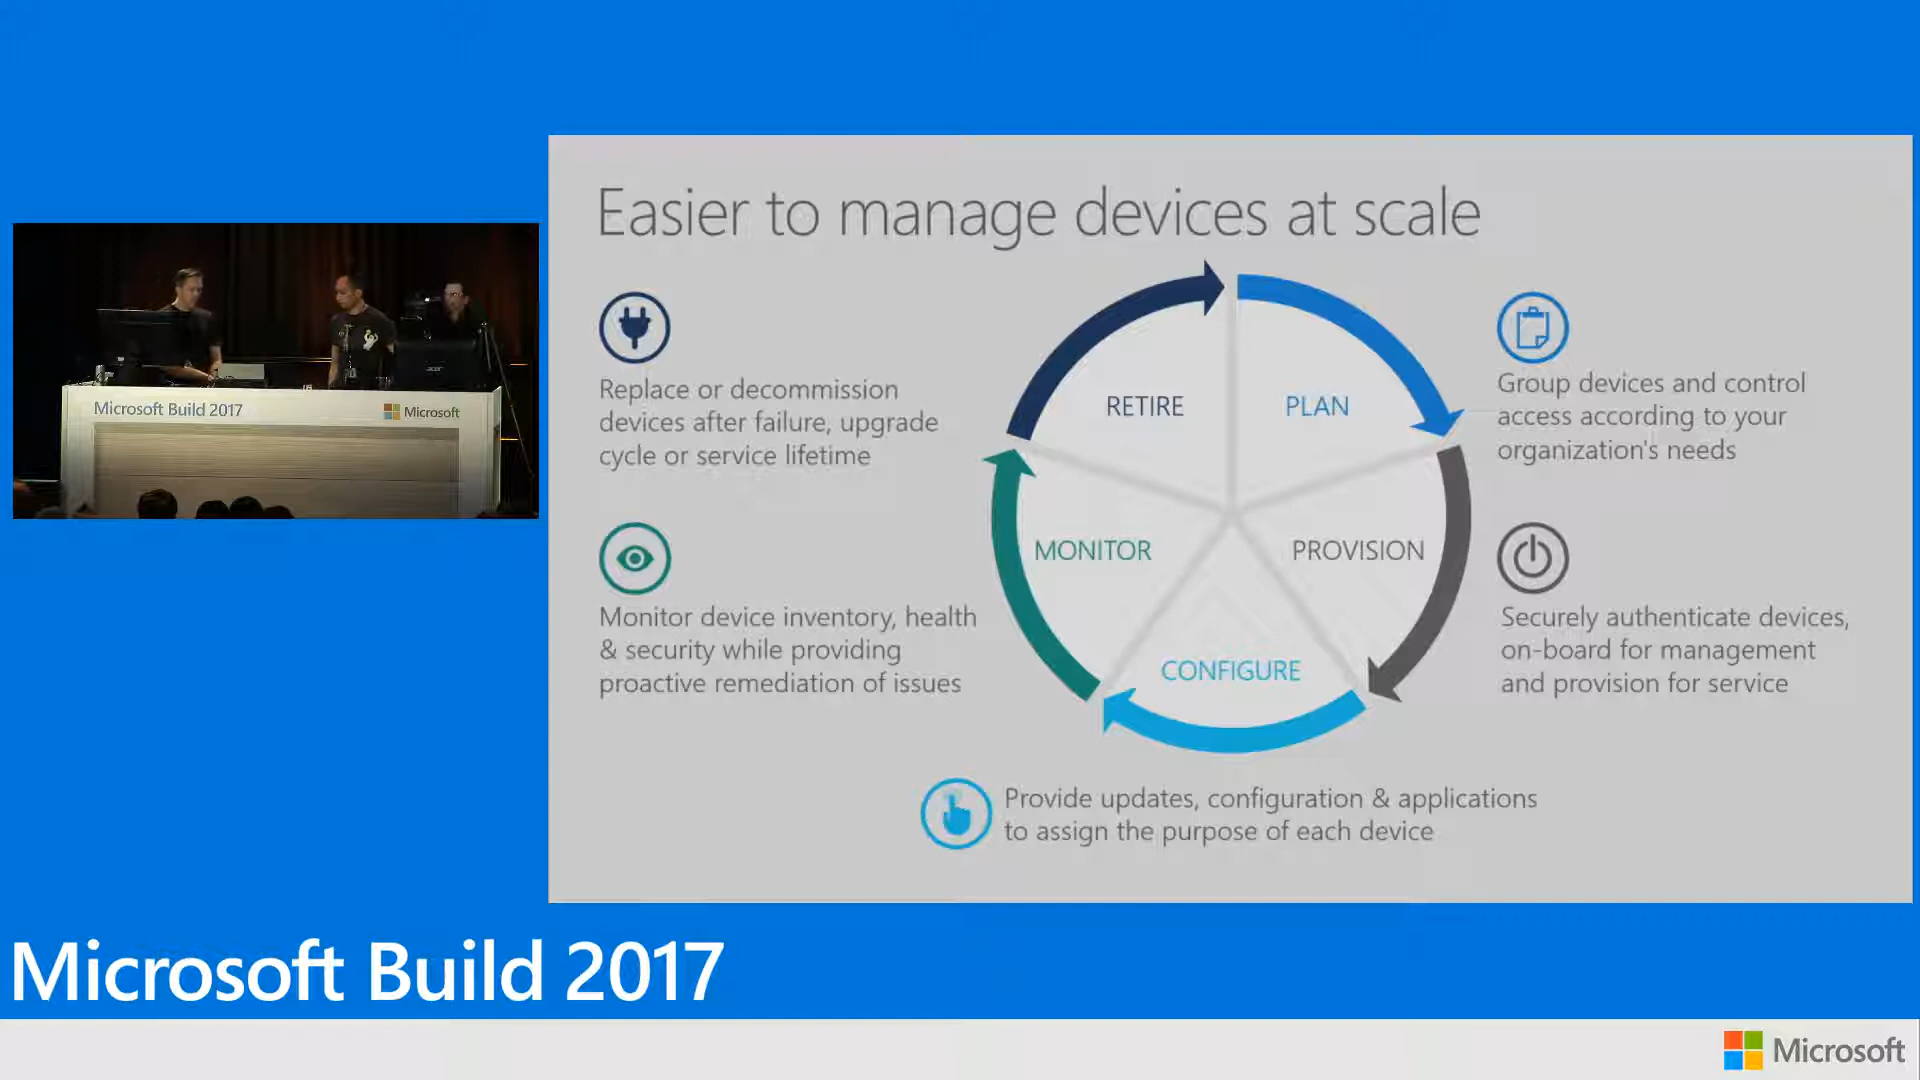 Easier to manage devices at scale
Replace or decommission
devices after failure, upgrade
cycle or service lifetime
Monitor device inventory, health
& security while providing
proactive remediation of issues
RETIRE
PLAN
MONITOR
PROVISION
CONFIGURE
Group devices and control
access according to your
organization's needs
Securely authenticate devices,
on-board for management
and provision for service
Provide updates, configuration & applications
to assign the purpose of each device
acer
Microsoft Build 2017
Microsoft
Microsoft Build 2017
Microsoft